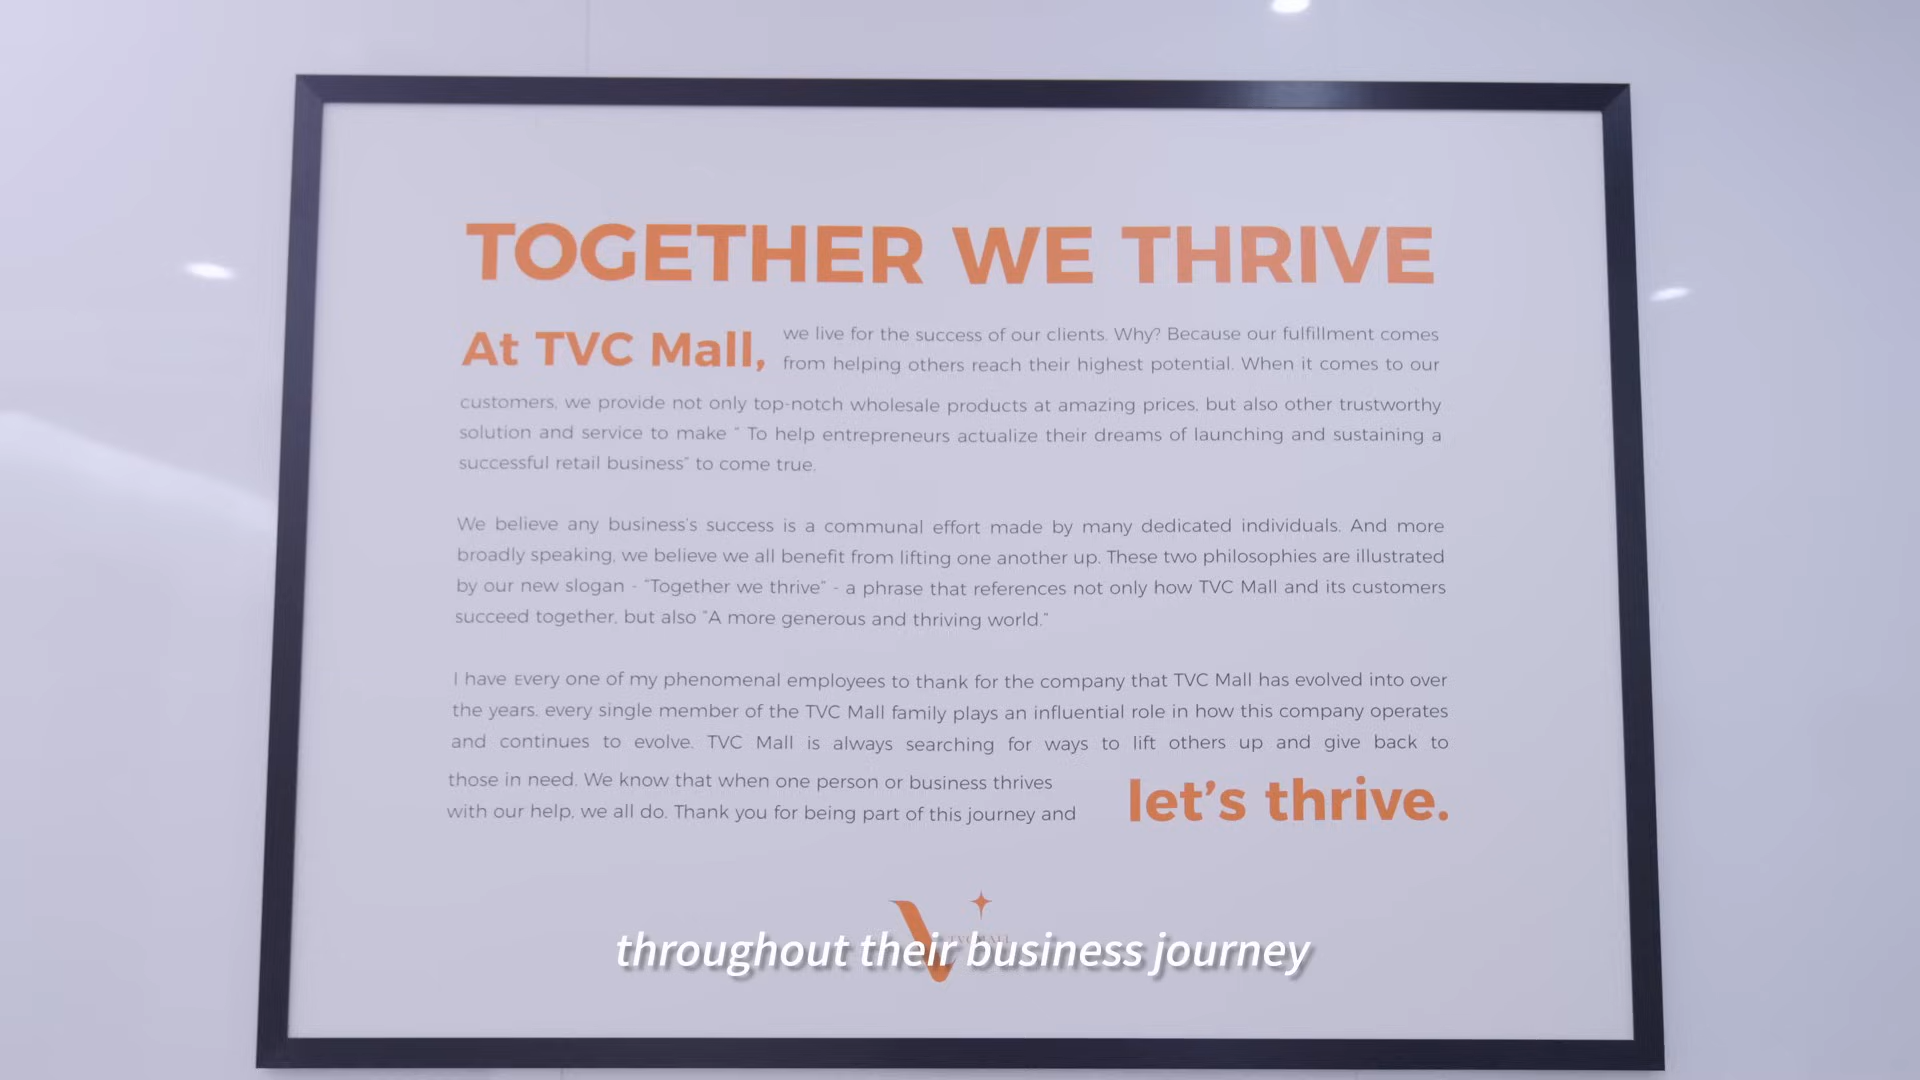 TOGETHER WE THRIVE
At TVC Mall,
we live for the success of our clients. Why? Because our fulfillment comes
from helping others reach their highest potential. When it comes to our
customers, we provide not only top-notch wholesale products at amazing prices, but also other trustworthy
solution and service to make “ To help entrepreneurs actualize their dreams of launching and sustaining a
successful retail business” to come true.
We believe any business's success is a communal effort made by many dedicated individuals. And more
broadly speaking, we believe we all benefit from lifting one another up. These two philosophies are illustrated
by our new slogan - “Together we thrive” - a phrase that references not only how TVC Mall and its customers
succeed together, but also “A more generous and thriving world.”
I have Every one of my phenomenal employees to thank for the company that TVC Mall has evolved into over
the years. every single member of the TVC Mall family plays an influential role in how this company operates
and continues to evolve. TVC Mall is always searching for ways to lift others up and give back to
those in need. We know that when one person or business thrives
with our help, we all do. Thank you for being part of this journey and
let's thrive.
throughout their business journey